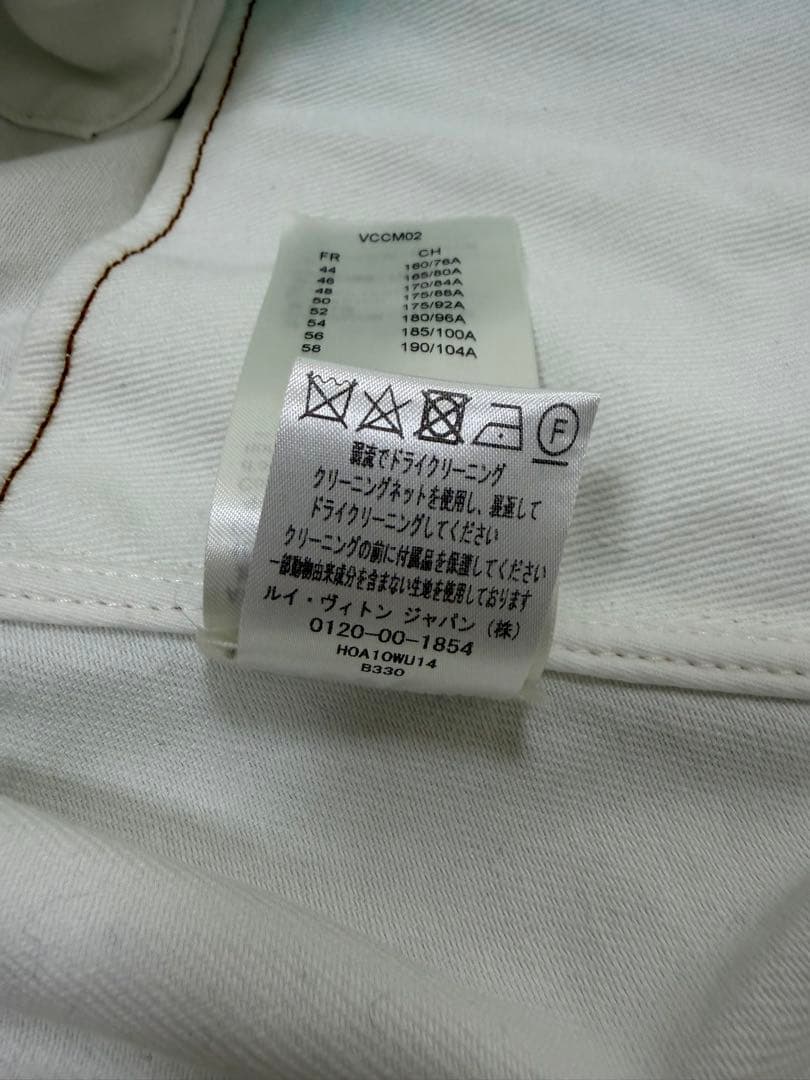 VCCM02
FR CH
44 160/76A
46 165/80A
48 170/84A
50 175/88A
52 175/92A
54 180/96A
56 185/100A
58 190/104A
F
弱流でドライクリーニング
クリーニングネットを使用し、裏返して
ドライクリーニングしてください
クリーニングの前に付属品を保護してください
一部動物由来成分を含まない生地を使用しております
ルイ・ヴィトン ジャパン (株)
0120-00-1854
H0A10WU14
B330